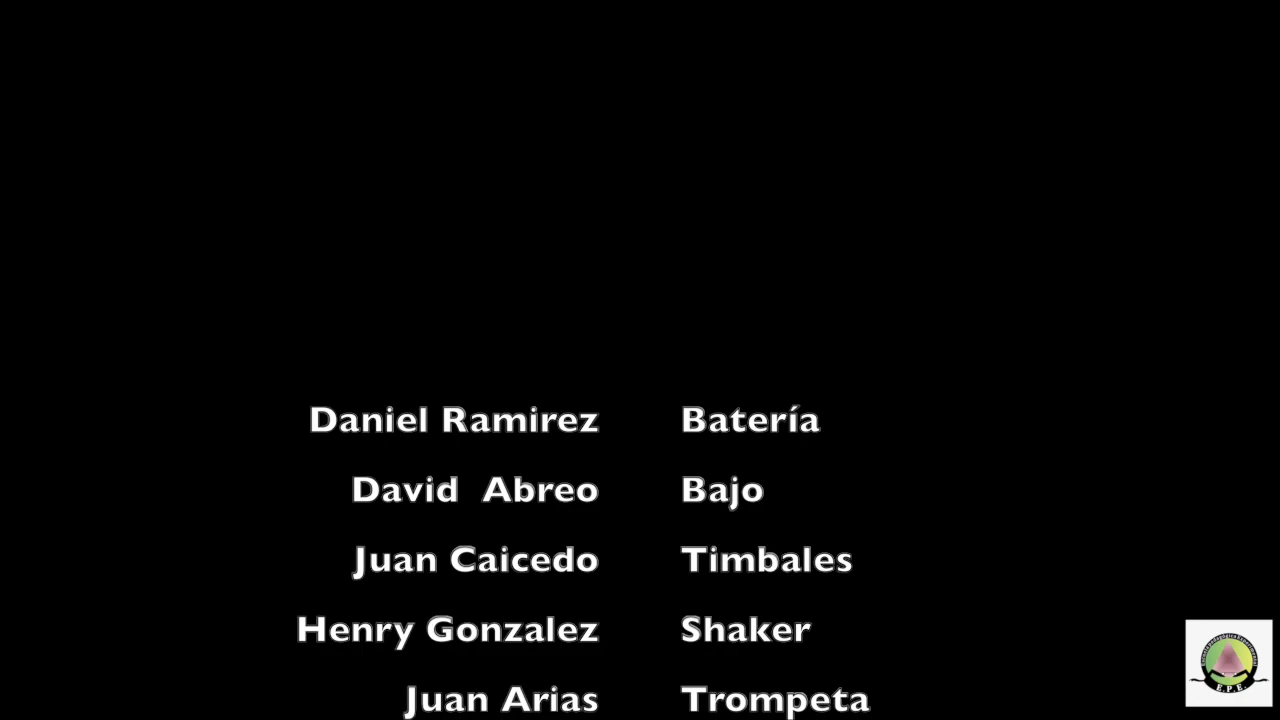 Daniel Ramirez Batería
David Abreo Bajo
Juan Caicedo Timbales
Henry Gonzalez Shaker
Juan Arias Trompeta
E.P.E